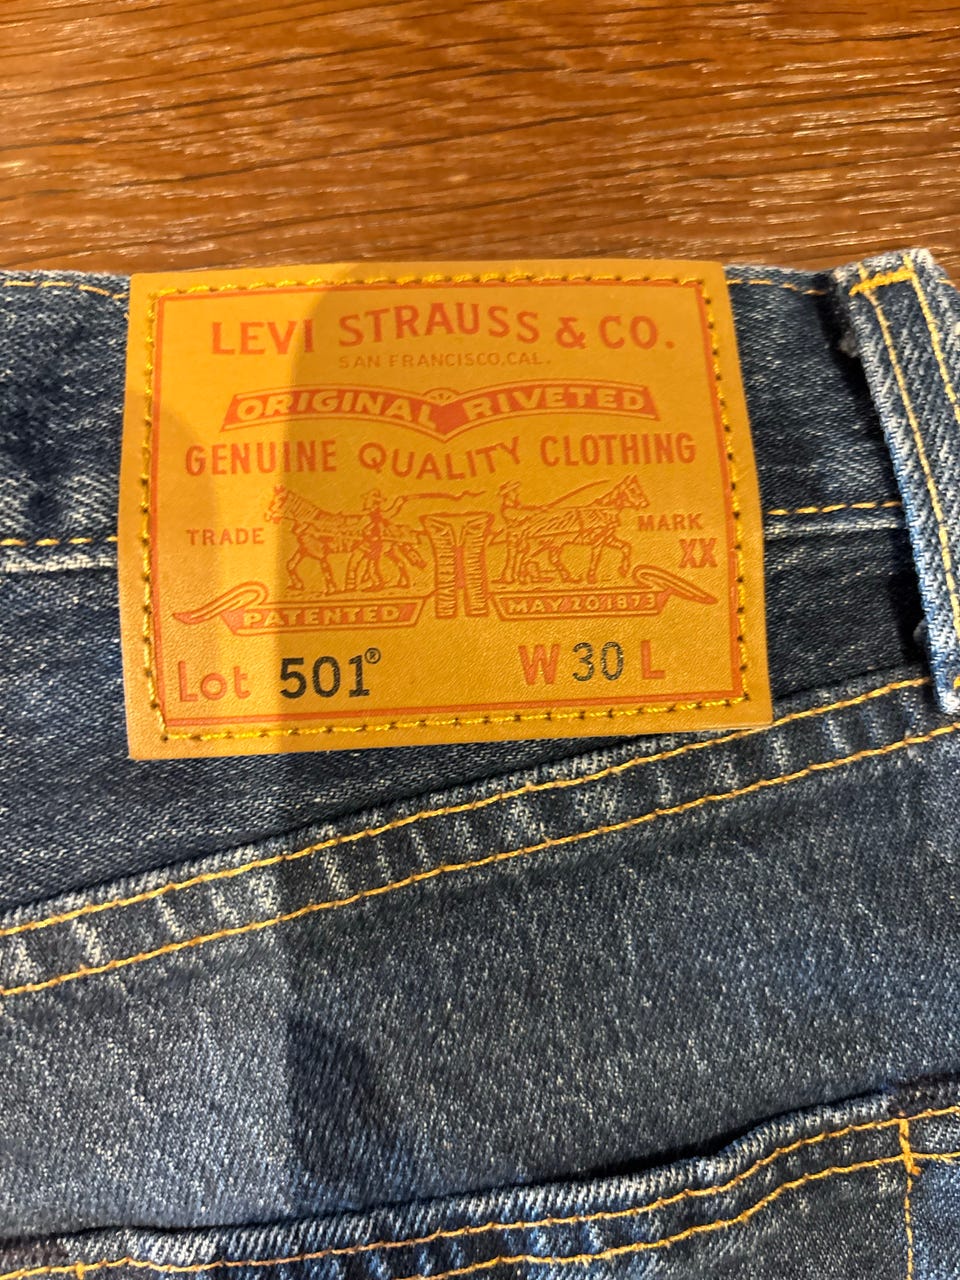 LEVI STRAUSS & CO.
SAN FRANCISCO, CAL.
ORIGINAL RIVETED
GENUINE QUALITY CLOTHING
TRADE MARK
XX
PATENTED MAY 20 1873
Lot 501® W 30 L